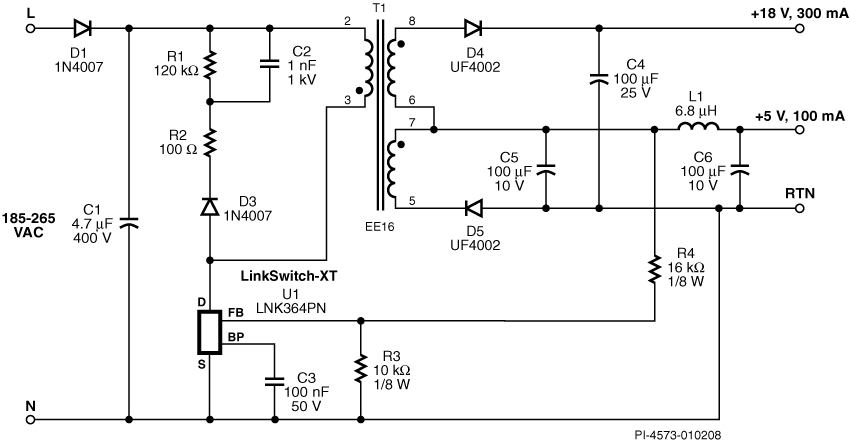 T1
L
2
8
+18 V, 300 mA
D1
1N4007
R1
120 kΩ
C2
1 nF
1 kV
D4
UF4002
C4
100 µF
25 V
3
6
L1
6.8 µH
7
+5 V, 100 mA
R2
100 Ω
C5
100 µF
10 V
C6
100 µF
10 V
D3
1N4007
5
RTN
185-265
VAC
C1
4.7 µF
400 V
EE16
D5
UF4002
LinkSwitch-XT
U1
LNK364PN
R4
16 kΩ
1/8 W
D
FB
BP
S
R3
10 kΩ
1/8 W
C3
100 nF
50 V
N
PI-4573-010208